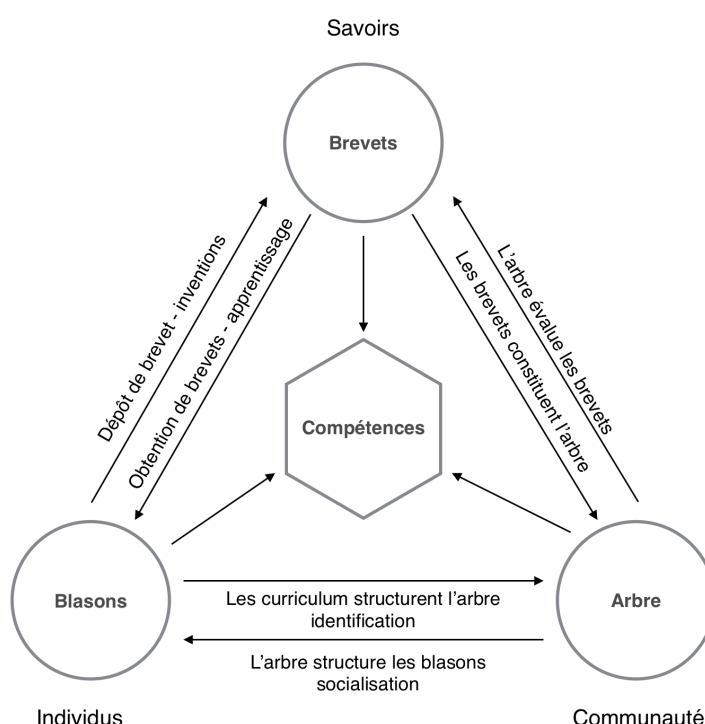 Savoirs
Brevets
Dépôt de brevet - inventions
Obtention de brevets - apprentissage
Les brevets constituent l'arbre
L'arbre évalue les brevets
Compétences
Blasons
Les curriculum structurent l'arbre
identification
L'arbre structure les blasons
socialisation
Arbre
Individus
Communauté